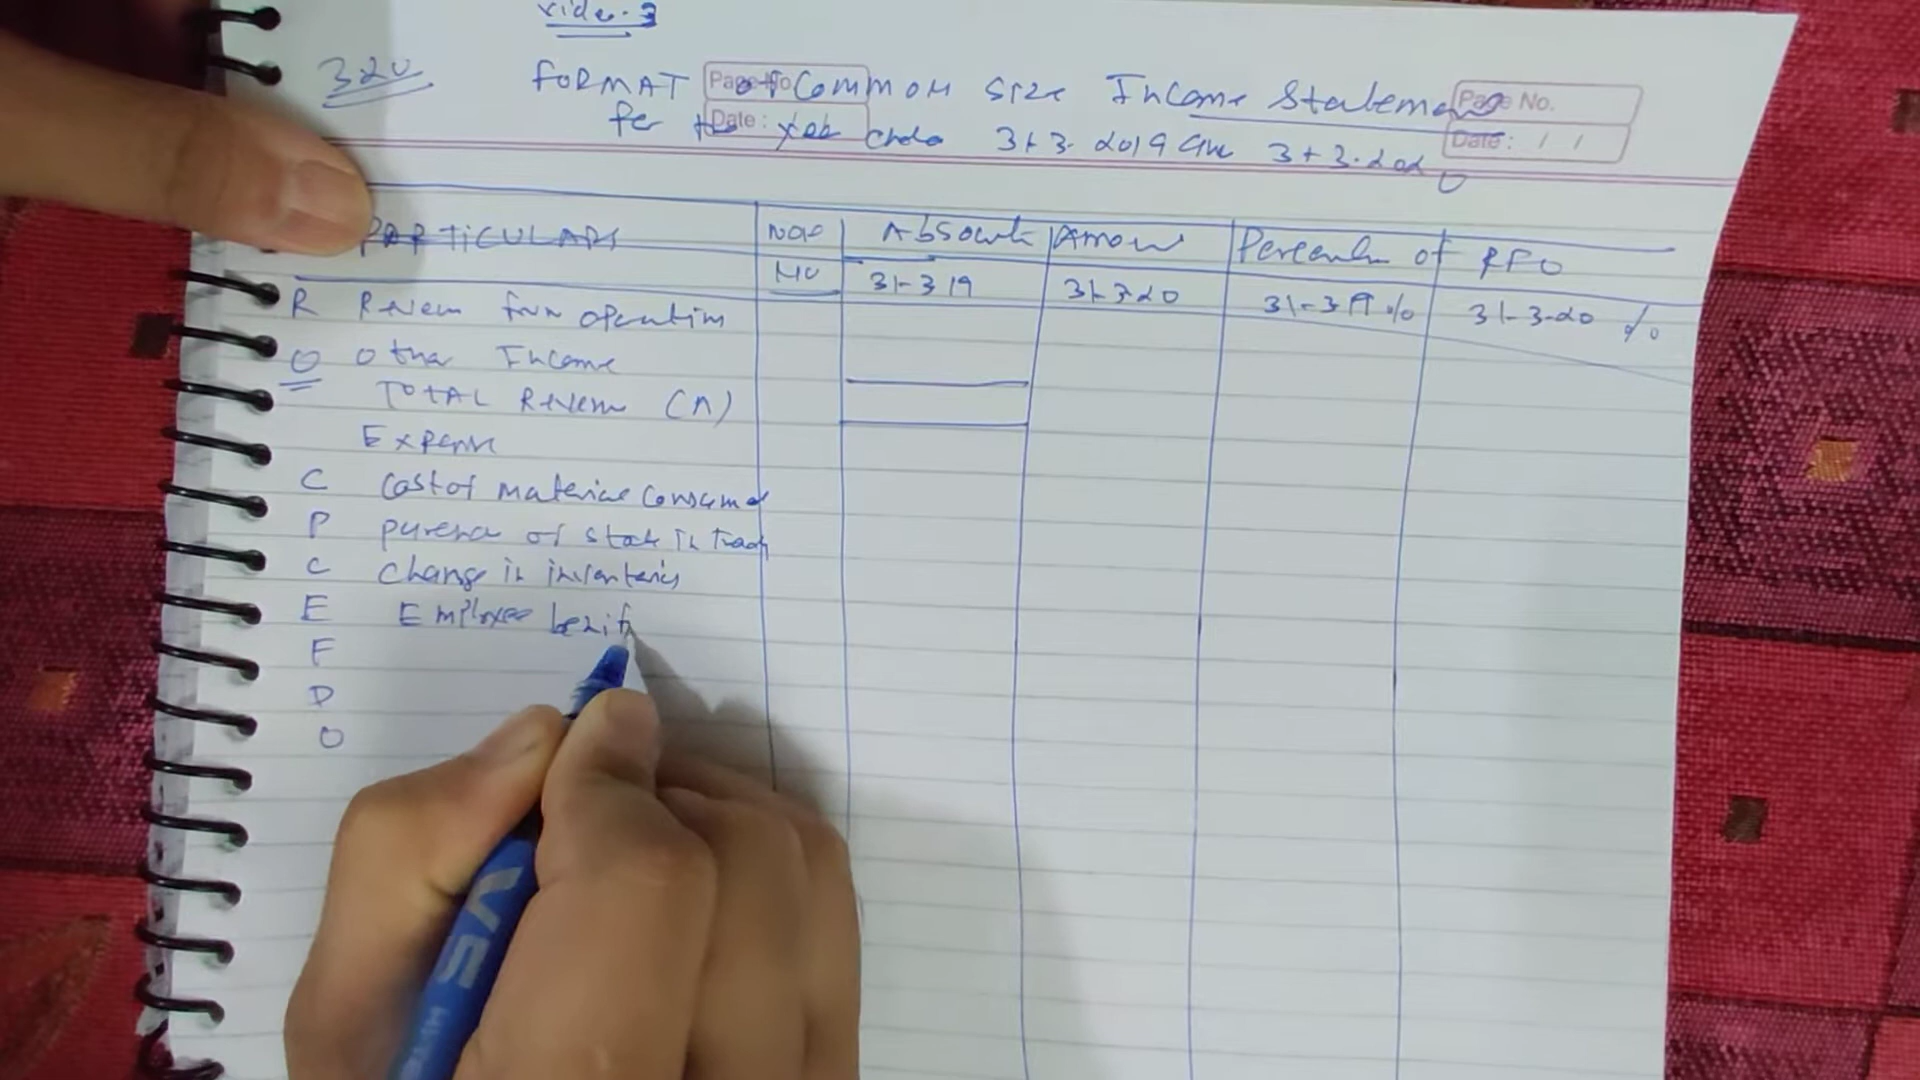 video-3
320 FORMAT of Common Size Income Statement
Page No.
Date:
Page No.
Date: / /
for the year ended 31.3.2019 and 31.3.2020
PARTICULARS Note No Absolute Amount Percentage of RFO
31-3 19 31-3-20 31-3 19 % 31-3-20 %
R Revenue from operation
O Other Income
TOTAL Revenue (A)
Expense
C Cost of material consumed
P purchase of stock in trade
C change in inventories
E Employee benif
F
D
O